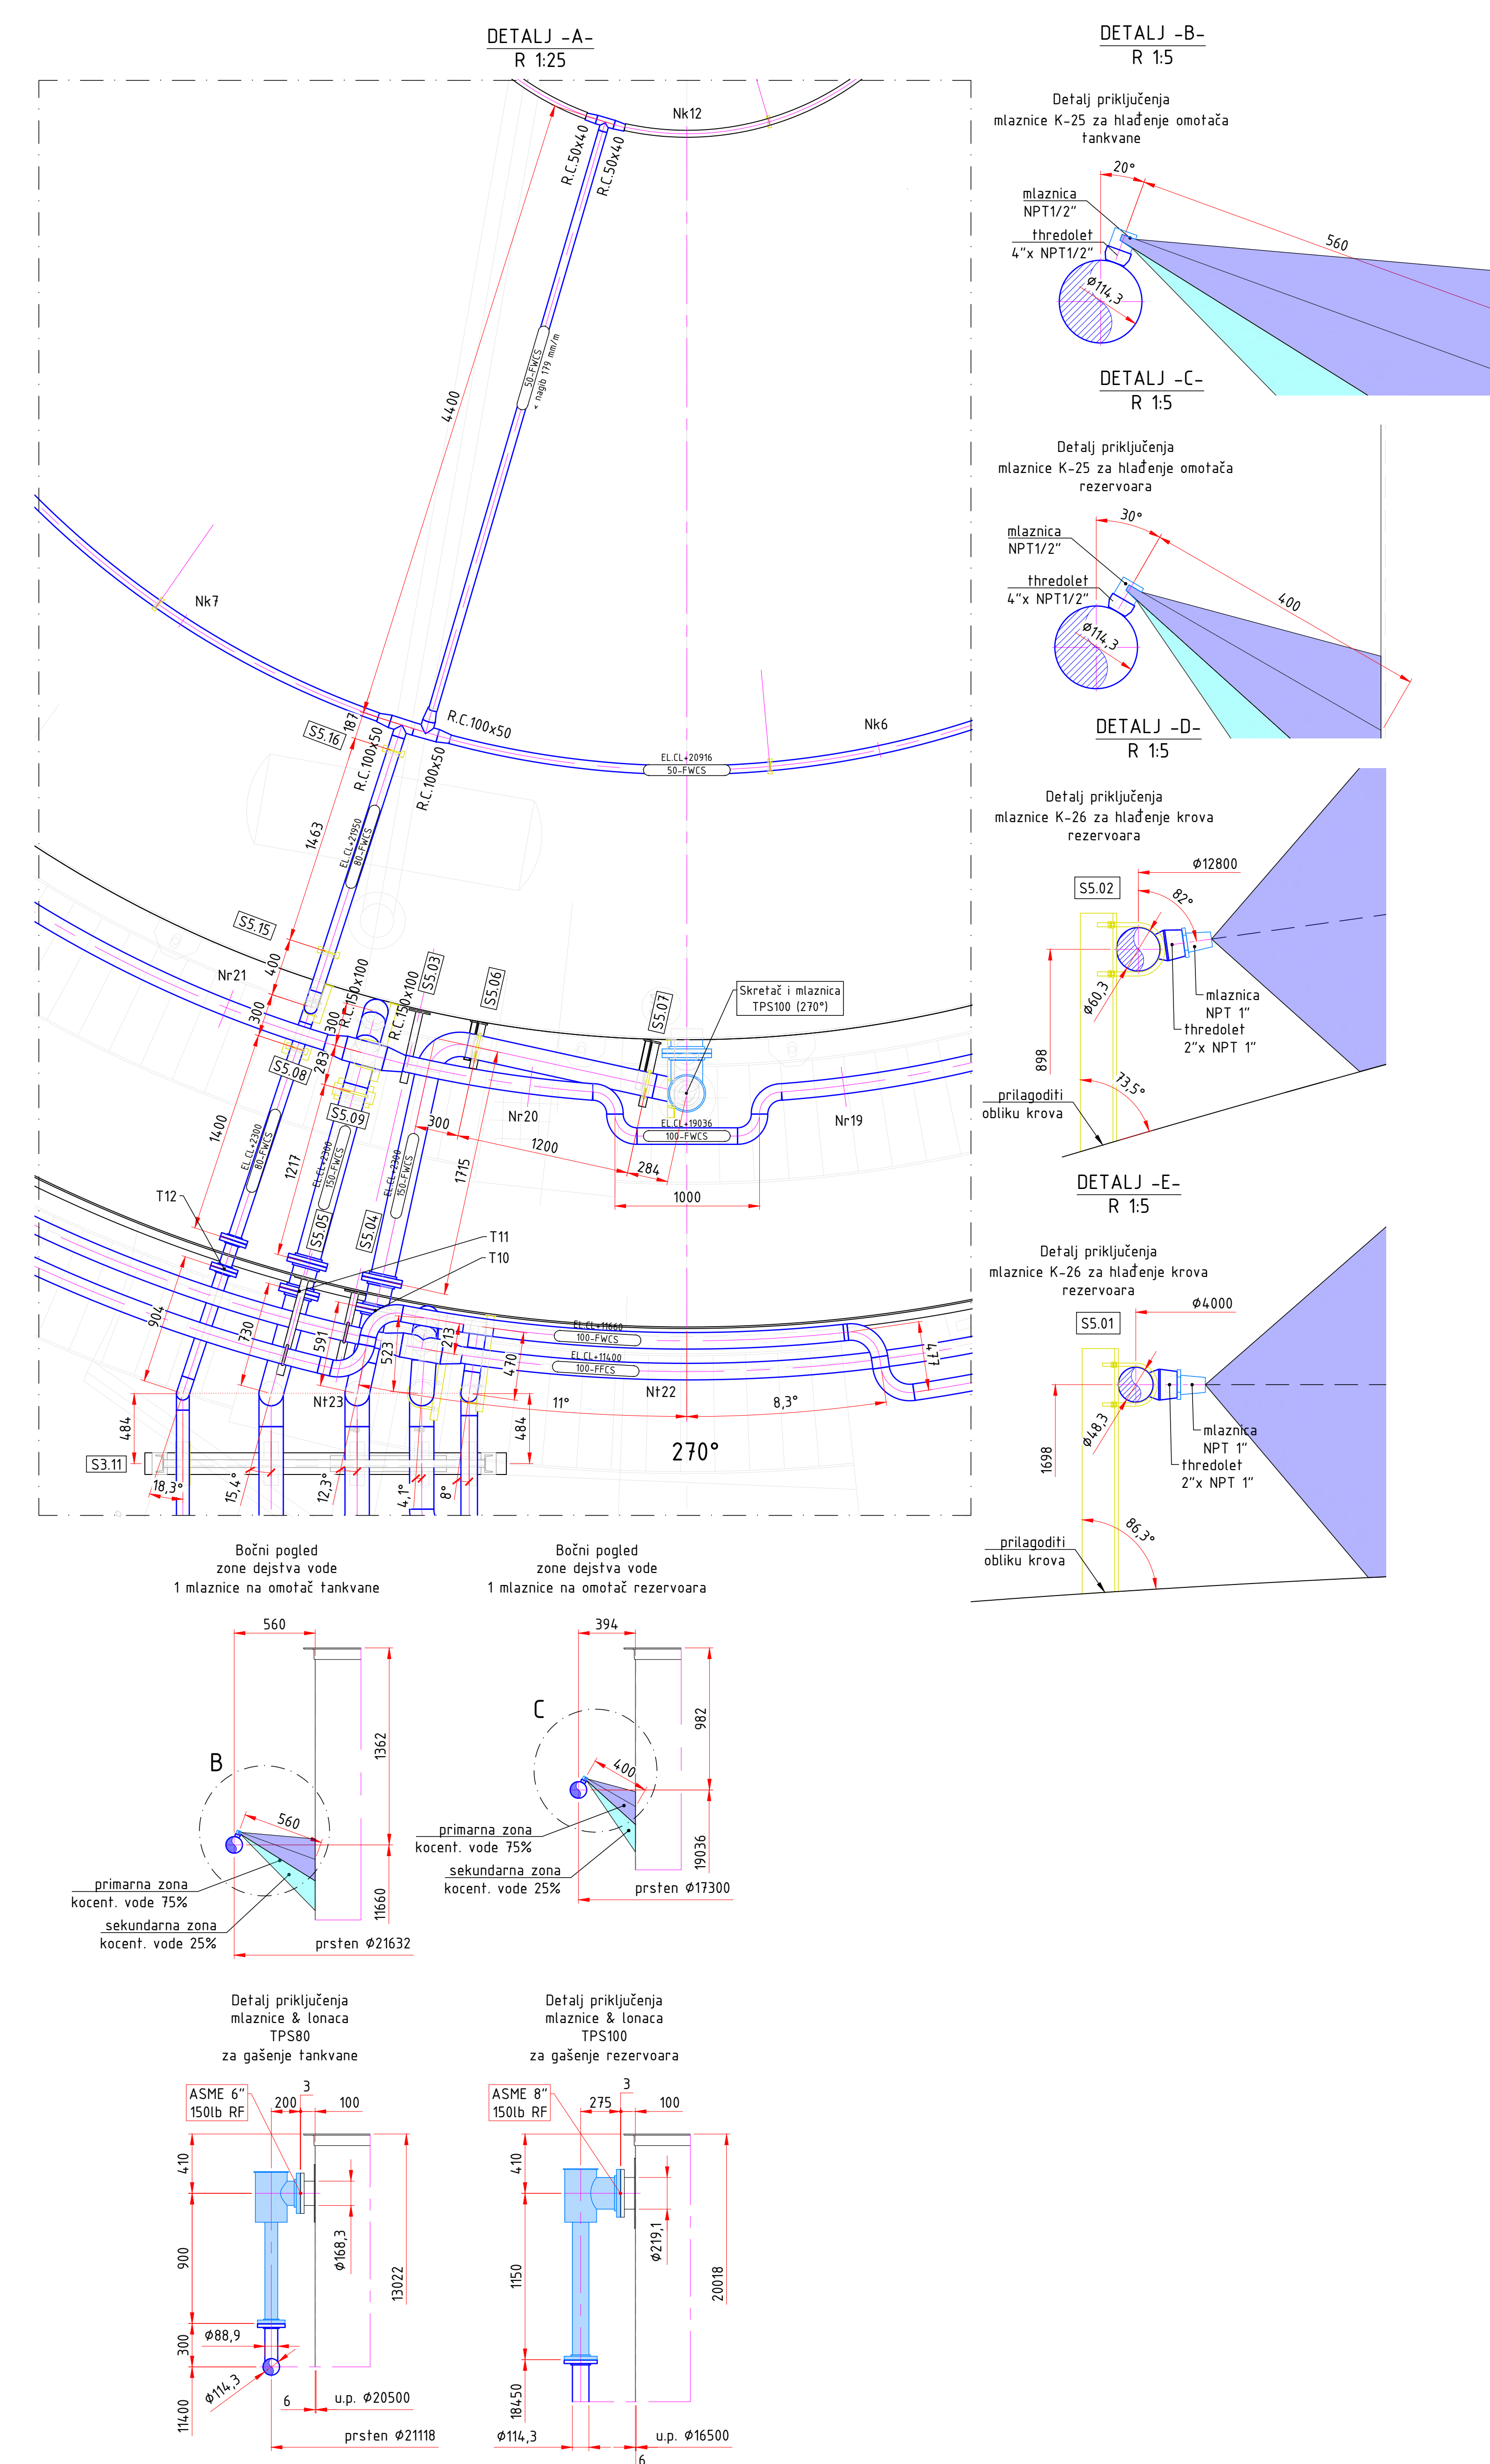 DETALJ -A-
R 1:25
Nk12
R.C.50x40
R.C.50x40
50-FWCS
< nagib 179 mm/m
4400
Nk7
187
S5.16
R.C.100x50
R.C.100x50
R.C.100x50
Nk6
EL.CL+20916
50-FWCS
1463
EL.CL+21950
80-FWCS
S5.15
400
Nr21
300
R.C.150x100
300
R.C.150x100
S5.03
S5.06
S5.07
Skretač i mlaznica
TPS100 (270°)
S5.08
283
S5.09
Nr20
EL.CL+19036
100-FWCS
Nr19
1400
EL.CL+2300
80-FWCS
1217
EL.CL+2300
150-FWCS
EL.CL+2300
150-FWCS
300
1200
284
1715
1000
T12
S5.05
S5.04
T11
T10
904
730
591
523
213
470
EL.CL+11660
100-FWCS
EL.CL+11400
100-FFCS
477
Nt23
11°
Nt22
8,3°
484
484
270°
S3.11
18,3°
15,4°
12,3°
4,1°
8°
DETALJ -B-
R 1:5
Detalj priključenja
mlaznice K-25 za hlađenje omotača
tankvane
20°
mlaznica
NPT1/2"
thredolet
4"x NPT1/2"
560
Ø114,3
DETALJ -C-
R 1:5
Detalj priključenja
mlaznice K-25 za hlađenje omotača
rezervoara
30°
mlaznica
NPT1/2"
thredolet
4"x NPT1/2"
400
Ø114,3
DETALJ -D-
R 1:5
Detalj priključenja
mlaznice K-26 za hlađenje krova
rezervoara
Ø12800
S5.02
82°
Ø60,3
mlaznica
NPT 1"
thredolet
2"x NPT 1"
898
73,5°
prilagoditi
obliku krova
DETALJ -E-
R 1:5
Detalj priključenja
mlaznice K-26 za hlađenje krova
rezervoara
Ø4000
S5.01
Ø48,3
mlaznica
NPT 1"
thredolet
2"x NPT 1"
1698
86,3°
prilagoditi
obliku krova
Bočni pogled
zone dejstva vode
1 mlaznice na omotač tankvane
560
1362
B
560
primarna zona
kocent. vode 75%
sekundarna zona
kocent. vode 25%
11660
prsten Ø21632
Bočni pogled
zone dejstva vode
1 mlaznice na omotač rezervoara
394
982
C
400
primarna zona
kocent. vode 75%
sekundarna zona
kocent. vode 25%
19036
prsten Ø17300
Detalj priključenja
mlaznice & lonaca
TPS80
za gašenje tankvane
ASME 6"
150lb RF
3
200
100
410
900
Ø168,3
13022
300
Ø88,9
Ø114,3
11400
6
u.p. Ø20500
prsten Ø21118
Detalj priključenja
mlaznice & lonaca
TPS100
za gašenje rezervoara
ASME 8"
150lb RF
3
275
100
410
1150
Ø219,1
20018
18450
Ø114,3
u.p. Ø16500
6